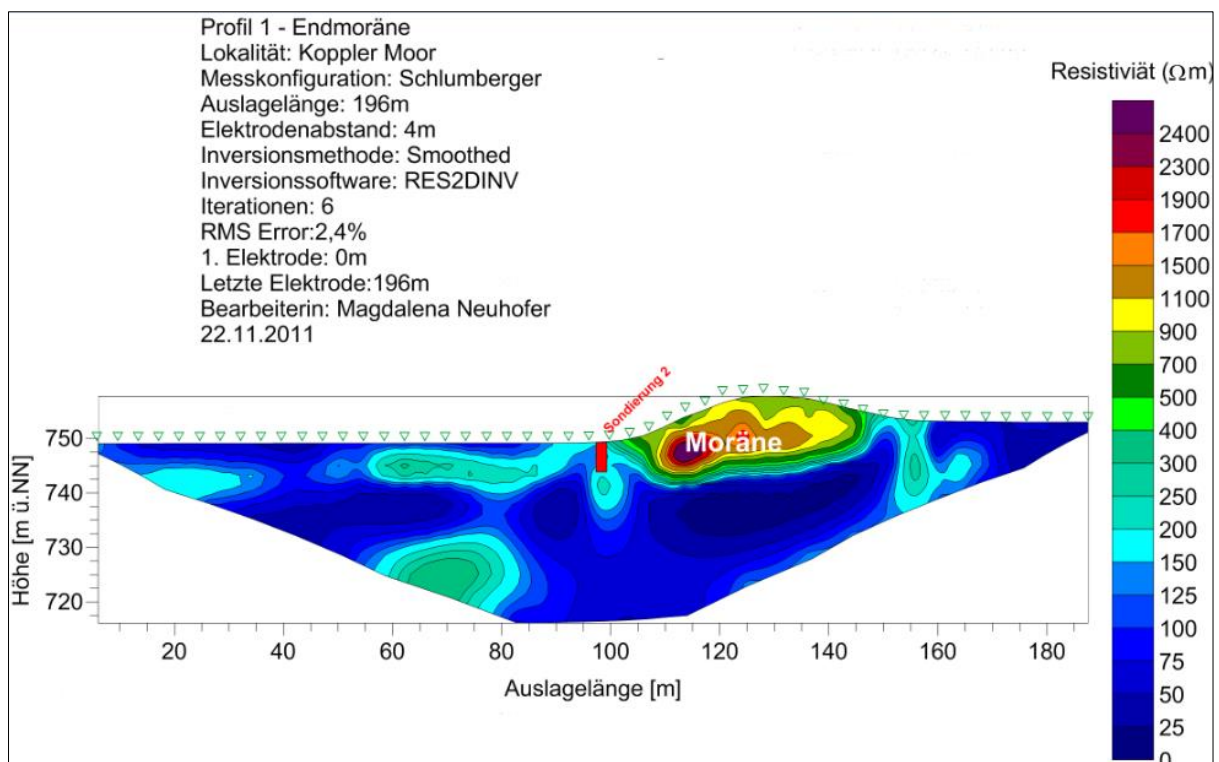 Profil 1 - Endmoräne
Lokalität: Koppler Moor
Messkonfiguration: Schlumberger
Auslagelänge: 196m
Elektrodenabstand: 4m
Inversionsmethode: Smoothed
Inversionssoftware: RES2DINV
Iterationen: 6
RMS Error:2,4%
1. Elektrode: 0m
Letzte Elektrode:196m
Bearbeiterin: Magdalena Neuhofer
22.11.2011
Resistiviät (Ωm)
2400
2300
1900
1700
1500
1100
900
700
500
400
300
250
200
150
125
100
75
50
25
0
Sondierung 2
Moräne
Höhe [m ü.NN]
750
740
730
720
20 40 60 80 100 120 140 160 180
Auslagelänge [m]